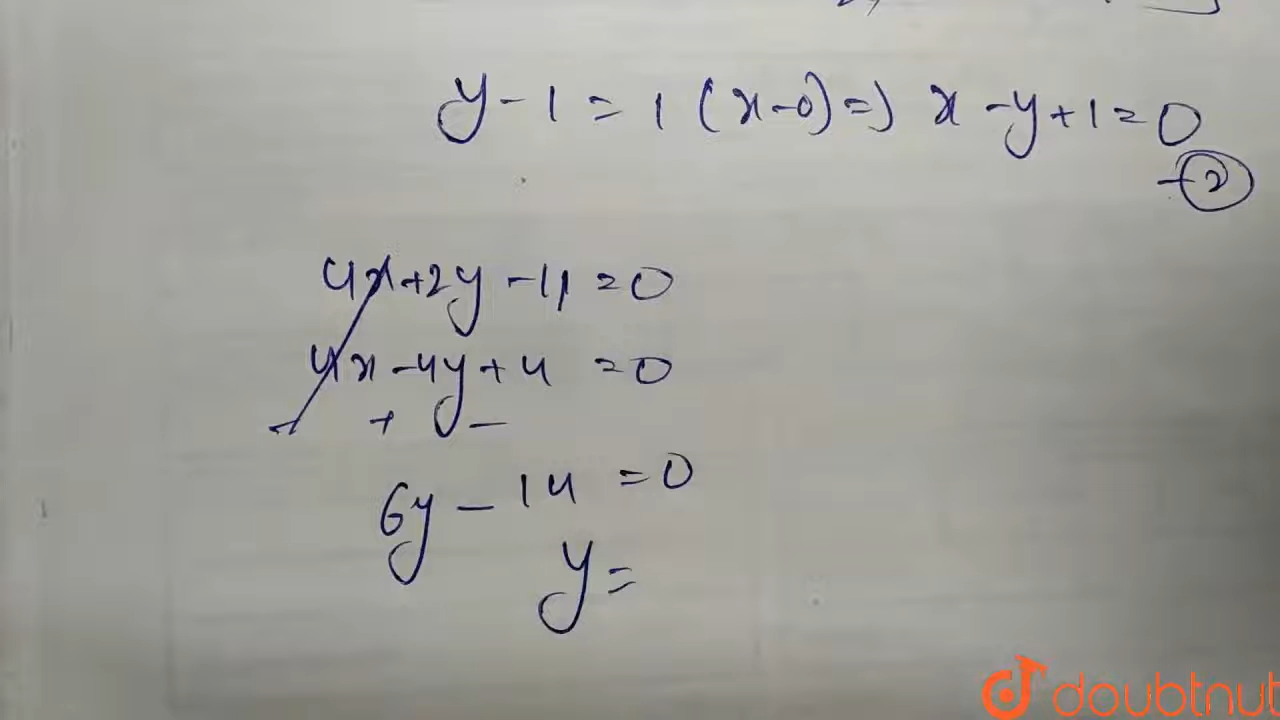 y - 1 = 1 (x - 0) => x - y + 1 = 0
- (2)
4x + 2y - 11 = 0
4x - 4y + 4 = 0
- + -
6y - 14 = 0
y =
doubtnut